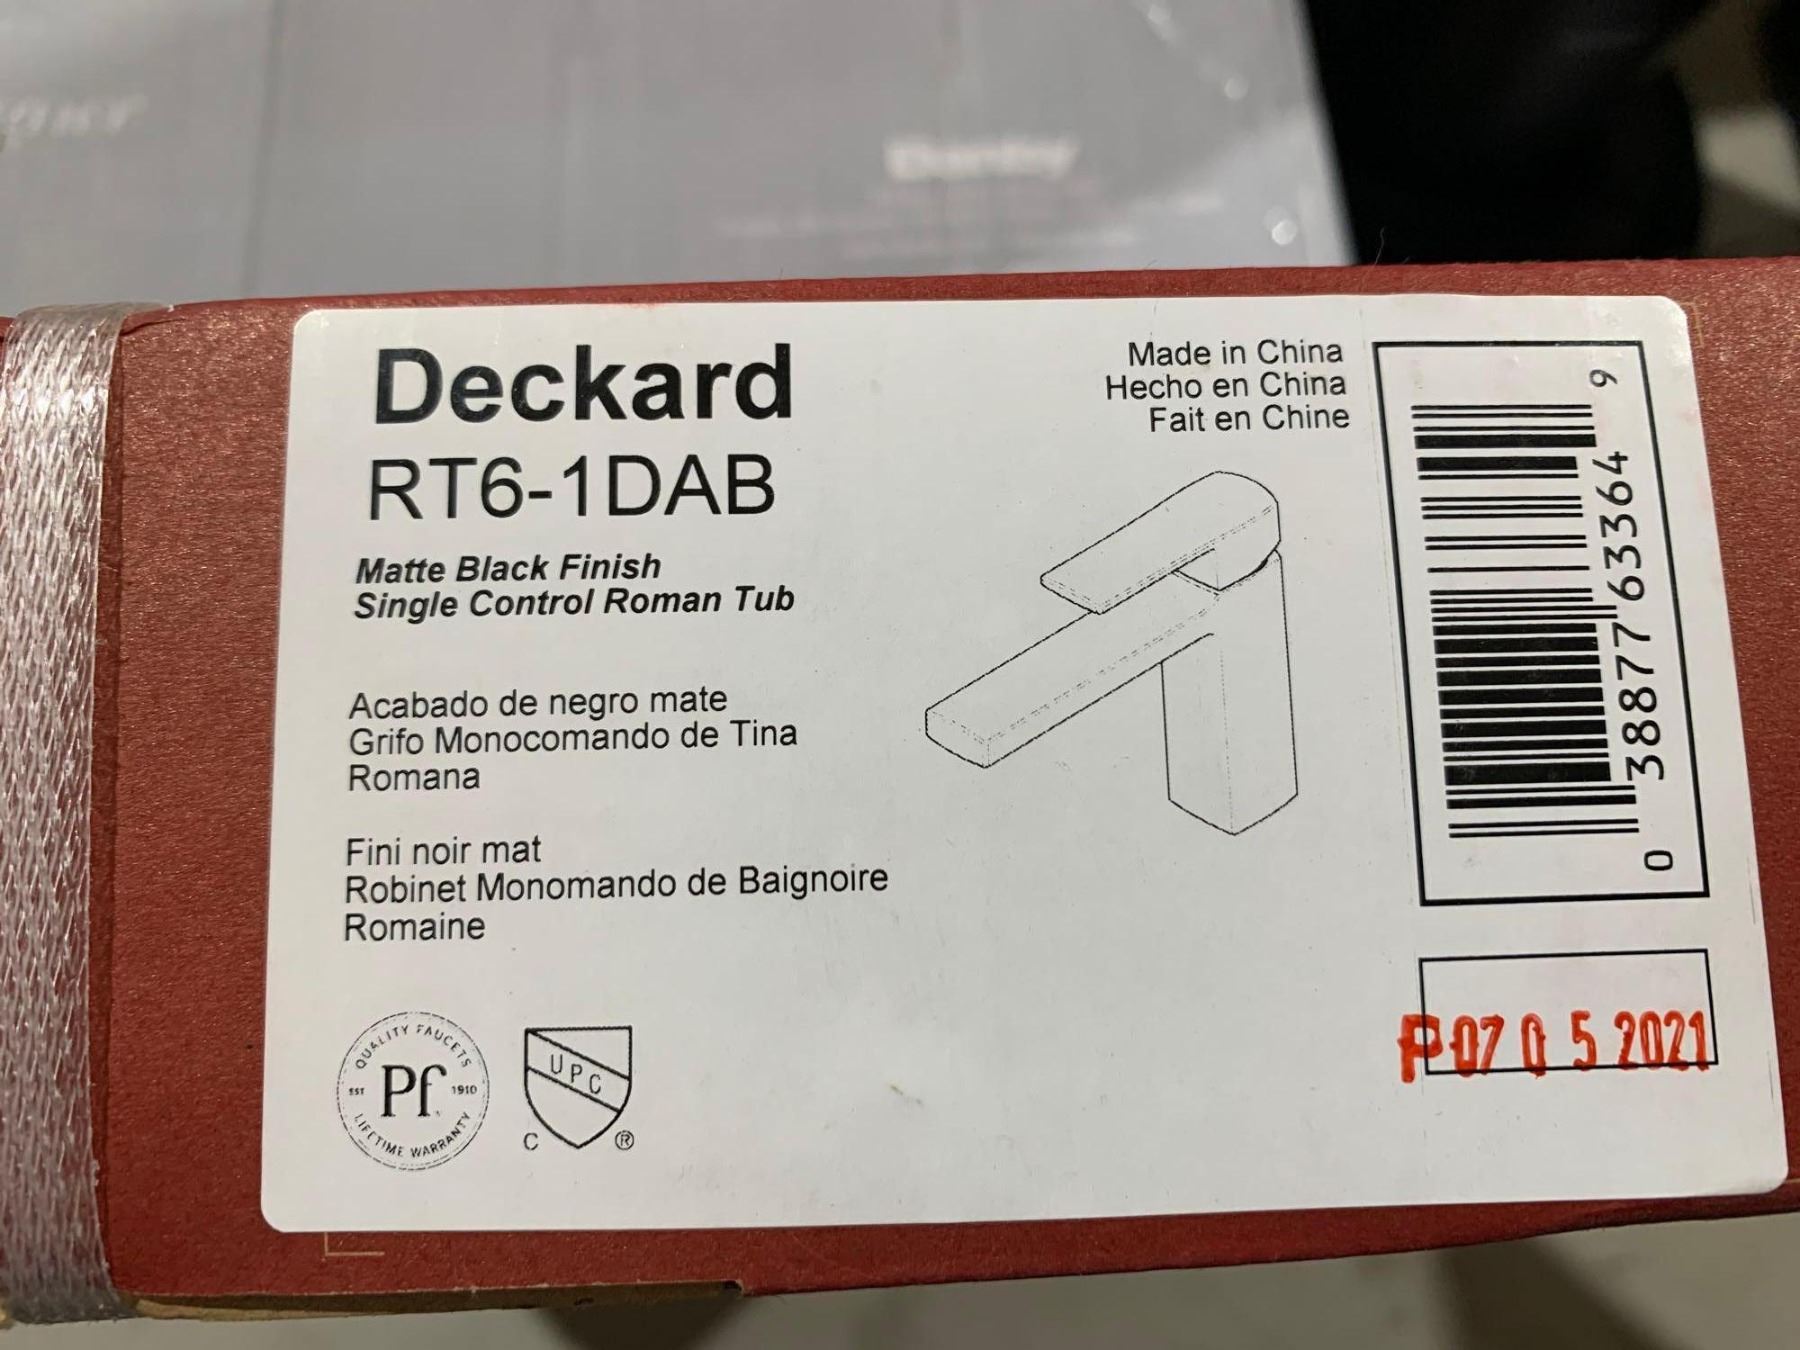 Deckard
RT6-1DAB
Matte Black Finish
Single Control Roman Tub
Acabado de negro mate
Grifo Monocomando de Tina
Romana
Fini noir mat
Robinet Monomando de Baignoire
Romaine
QUALITY FAUCETS
EST Pf 1910
LIFETIME WARRANTY
UPC
C ®
Made in China
Hecho en China
Fait en Chine
0 38877 63364 9
P 07 0 5 2021